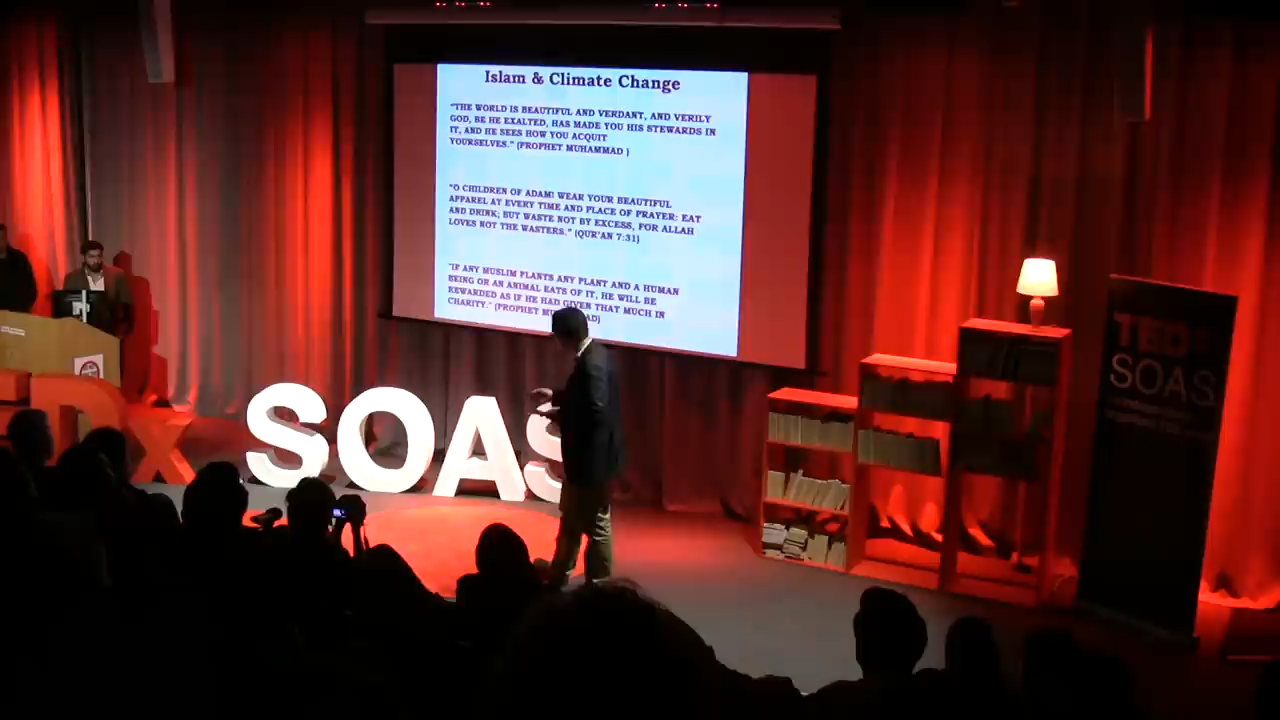 Islam & Climate Change
"THE WORLD IS BEAUTIFUL AND VERDANT, AND VERILY
GOD, BE HE EXALTED, HAS MADE YOU HIS STEWARDS IN
IT, AND HE SEES HOW YOU ACQUIT
YOURSELVES." (PROPHET MUHAMMAD )
"O CHILDREN OF ADAM! WEAR YOUR BEAUTIFUL
APPAREL AT EVERY TIME AND PLACE OF PRAYER: EAT
AND DRINK; BUT WASTE NOT BY EXCESS, FOR ALLAH
LOVES NOT THE WASTERS." (QUR'AN 7:31)
"IF ANY MUSLIM PLANTS ANY PLANT AND A HUMAN
BEING OR AN ANIMAL EATS OF IT, HE WILL BE
REWARDED AS IF HE HAD GIVEN THAT MUCH IN
CHARITY." (PROPHET MU AD)
Dx
SOAS
TEDx
SOAS